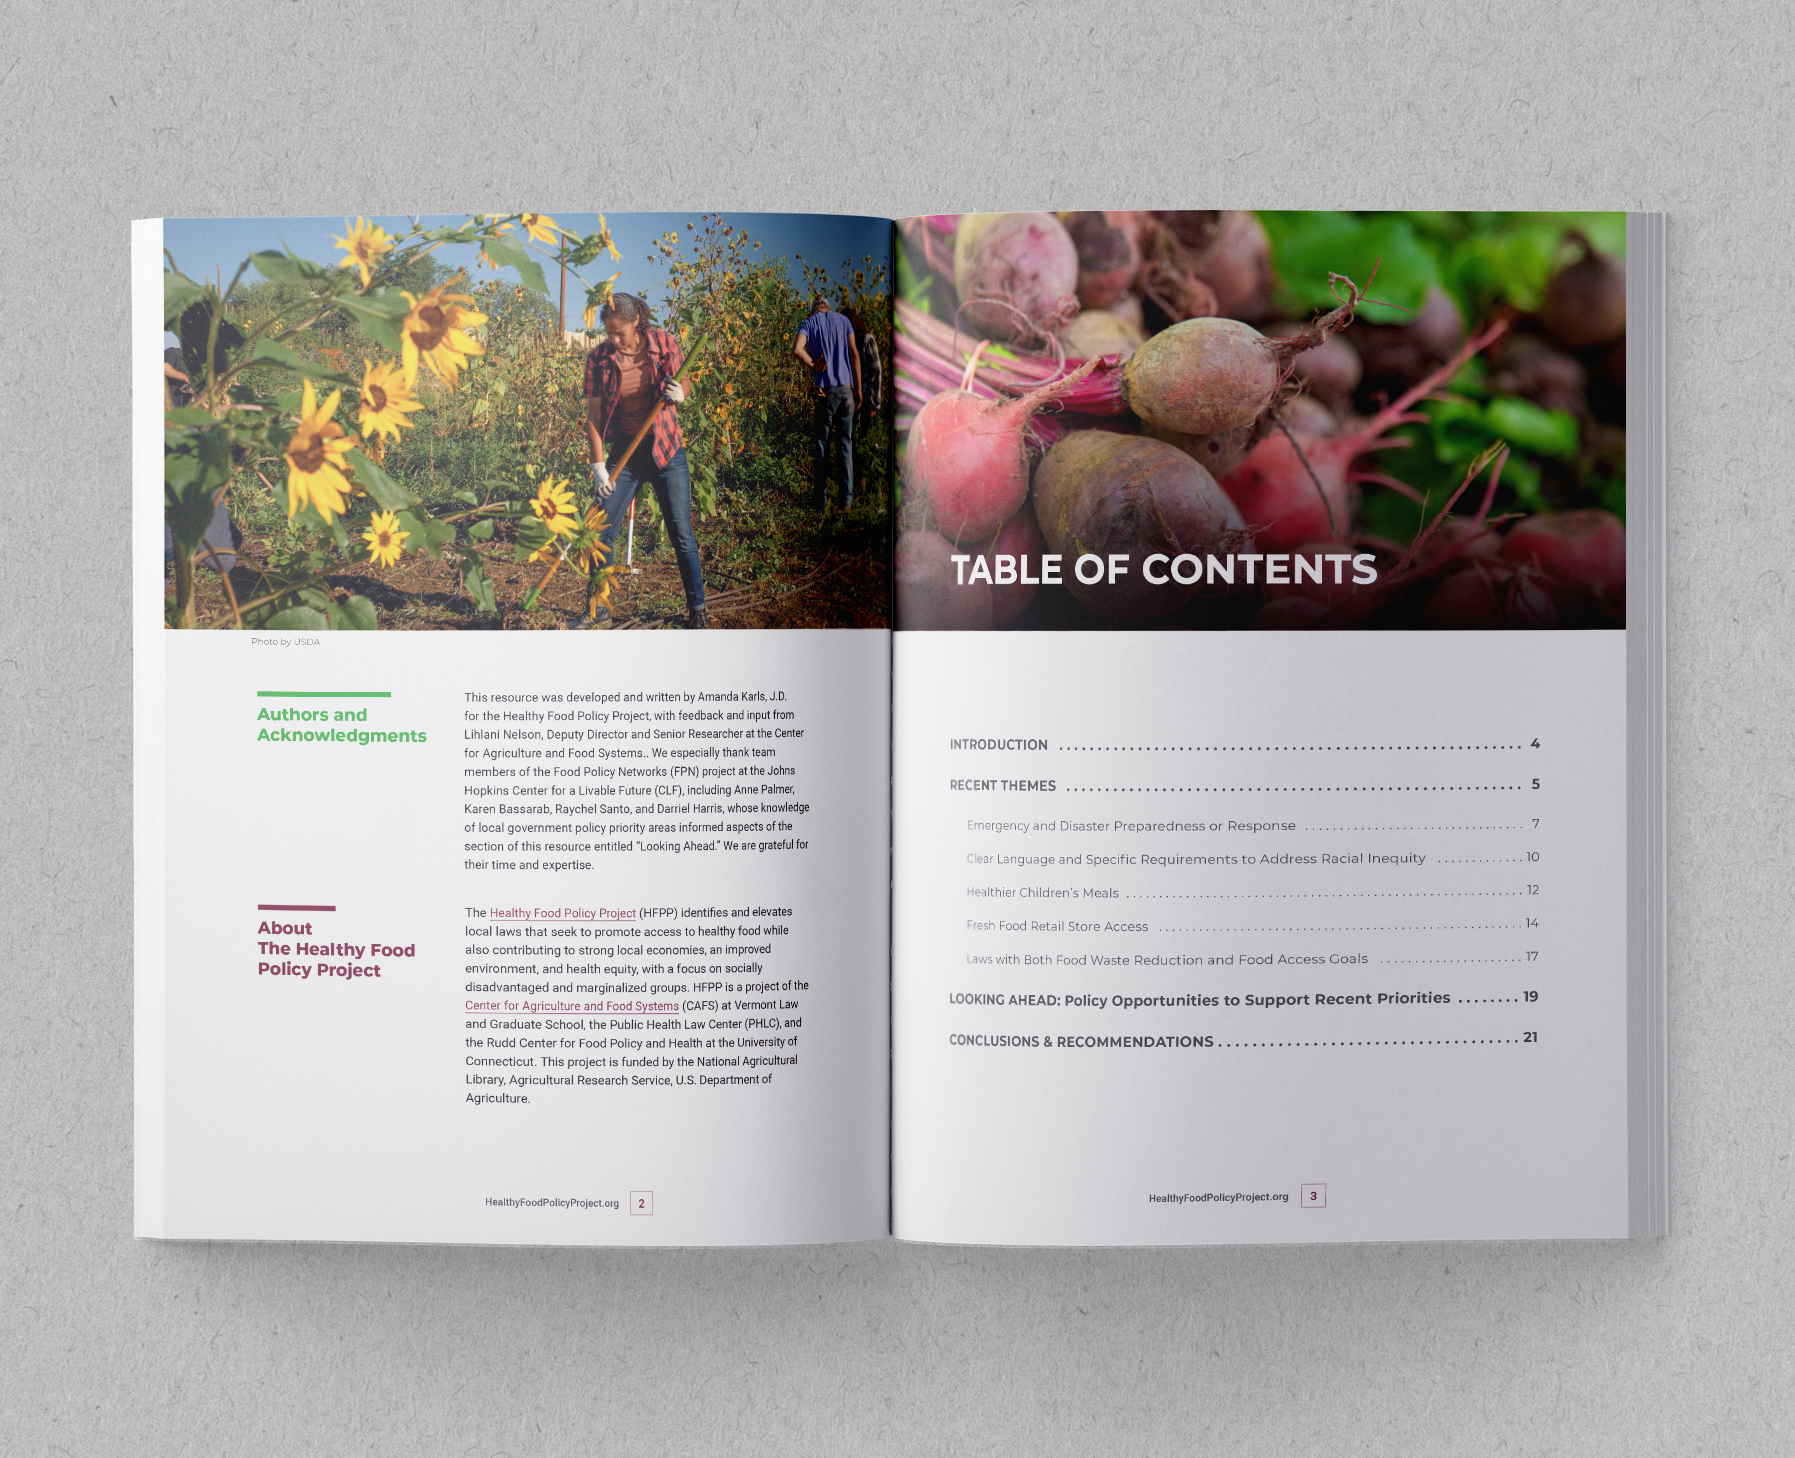 Photo by USDA
Authors and
Acknowledgments
This resource was developed and written by Amanda Karls, J.D.
for the Healthy Food Policy Project, with feedback and input from
Lihlani Nelson, Deputy Director and Senior Researcher at the Center
for Agriculture and Food Systems.. We especially thank team
members of the Food Policy Networks (FPN) project at the Johns
Hopkins Center for a Livable Future (CLF), including Anne Palmer,
Karen Bassarab, Raychel Santo, and Darriel Harris, whose knowledge
of local government policy priority areas informed aspects of the
section of this resource entitled “Looking Ahead.” We are grateful for
their time and expertise.
About
The Healthy Food
Policy Project
The Healthy Food Policy Project (HFPP) identifies and elevates
local laws that seek to promote access to healthy food while
also contributing to strong local economies, an improved
environment, and health equity, with a focus on socially
disadvantaged and marginalized groups. HFPP is a project of the
Center for Agriculture and Food Systems (CAFS) at Vermont Law
and Graduate School, the Public Health Law Center (PHLC), and
the Rudd Center for Food Policy and Health at the University of
Connecticut. This project is funded by the National Agricultural
Library, Agricultural Research Service, U.S. Department of
Agriculture.
HealthyFoodPolicyProject.org 2
TABLE OF CONTENTS
INTRODUCTION 4
RECENT THEMES 5
Emergency and Disaster Preparedness or Response 7
Clear Language and Specific Requirements to Address Racial Inequity 10
Healthier Children's Meals 12
Fresh Food Retail Store Access 14
Laws with Both Food Waste Reduction and Food Access Goals 17
LOOKING AHEAD: Policy Opportunities to Support Recent Priorities 19
CONCLUSIONS & RECOMMENDATIONS 21
HealthyFoodPolicyProject.org 3